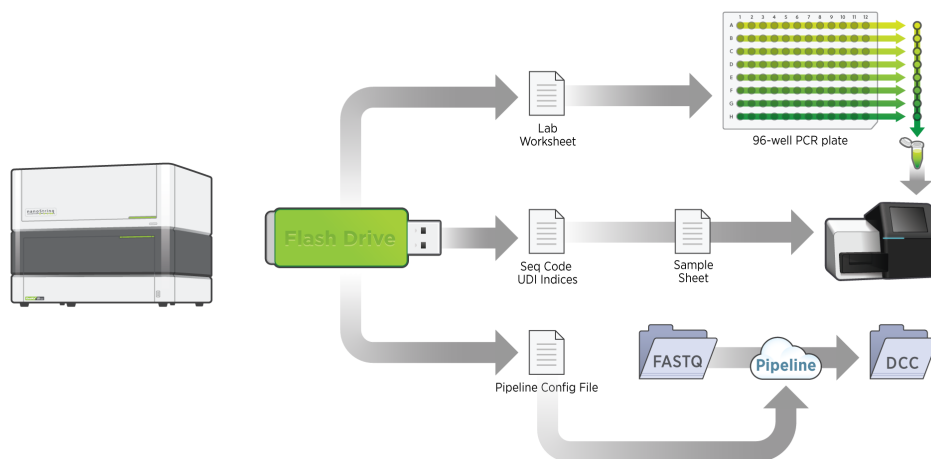 1 2 3 4 5 6 7 8 9 10 11 12
A
B
C
D
E
F
G
H
Lab
Worksheet
96-well PCR plate
nanoString
Flash Drive
Seq Code
UDI Indices
Sample
Sheet
Pipeline Config File
FASTQ
Pipeline
DCC